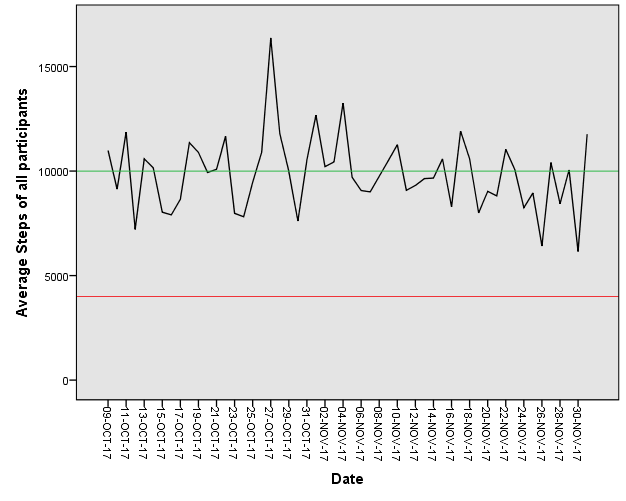 Average Steps of all participants
15000
10000
5000
0
09-OCT-17
11-OCT-17
13-OCT-17
15-OCT-17
17-OCT-17
19-OCT-17
21-OCT-17
23-OCT-17
25-OCT-17
27-OCT-17
29-OCT-17
31-OCT-17
02-NOV-17
04-NOV-17
06-NOV-17
08-NOV-17
10-NOV-17
12-NOV-17
14-NOV-17
16-NOV-17
18-NOV-17
20-NOV-17
22-NOV-17
24-NOV-17
26-NOV-17
28-NOV-17
30-NOV-17
Date